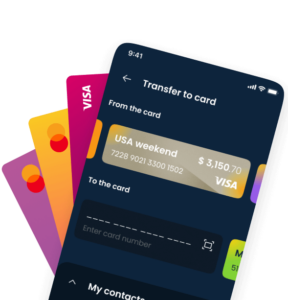 9:41
Transfer to card
From the card
USA weekend
$ 3,150.70
7228 9021 3300 1502
VISA
To the card
Enter card number
My contacts
VISA